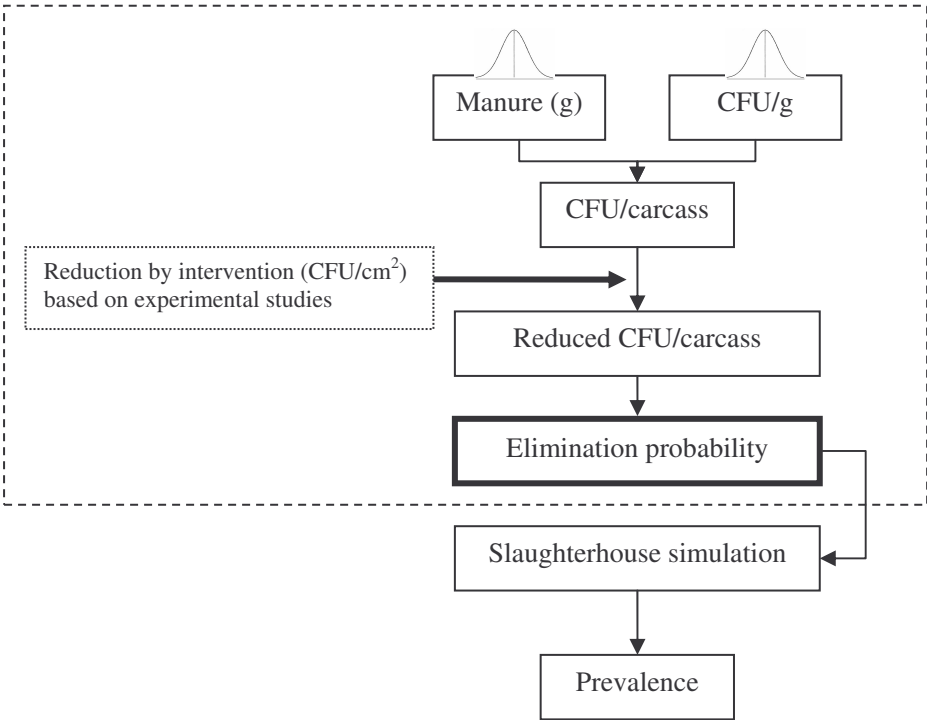 Manure (g)
CFU/g
CFU/carcass
Reduction by intervention (CFU/cm²)
based on experimental studies
Reduced CFU/carcass
Elimination probability
Slaughterhouse simulation
Prevalence